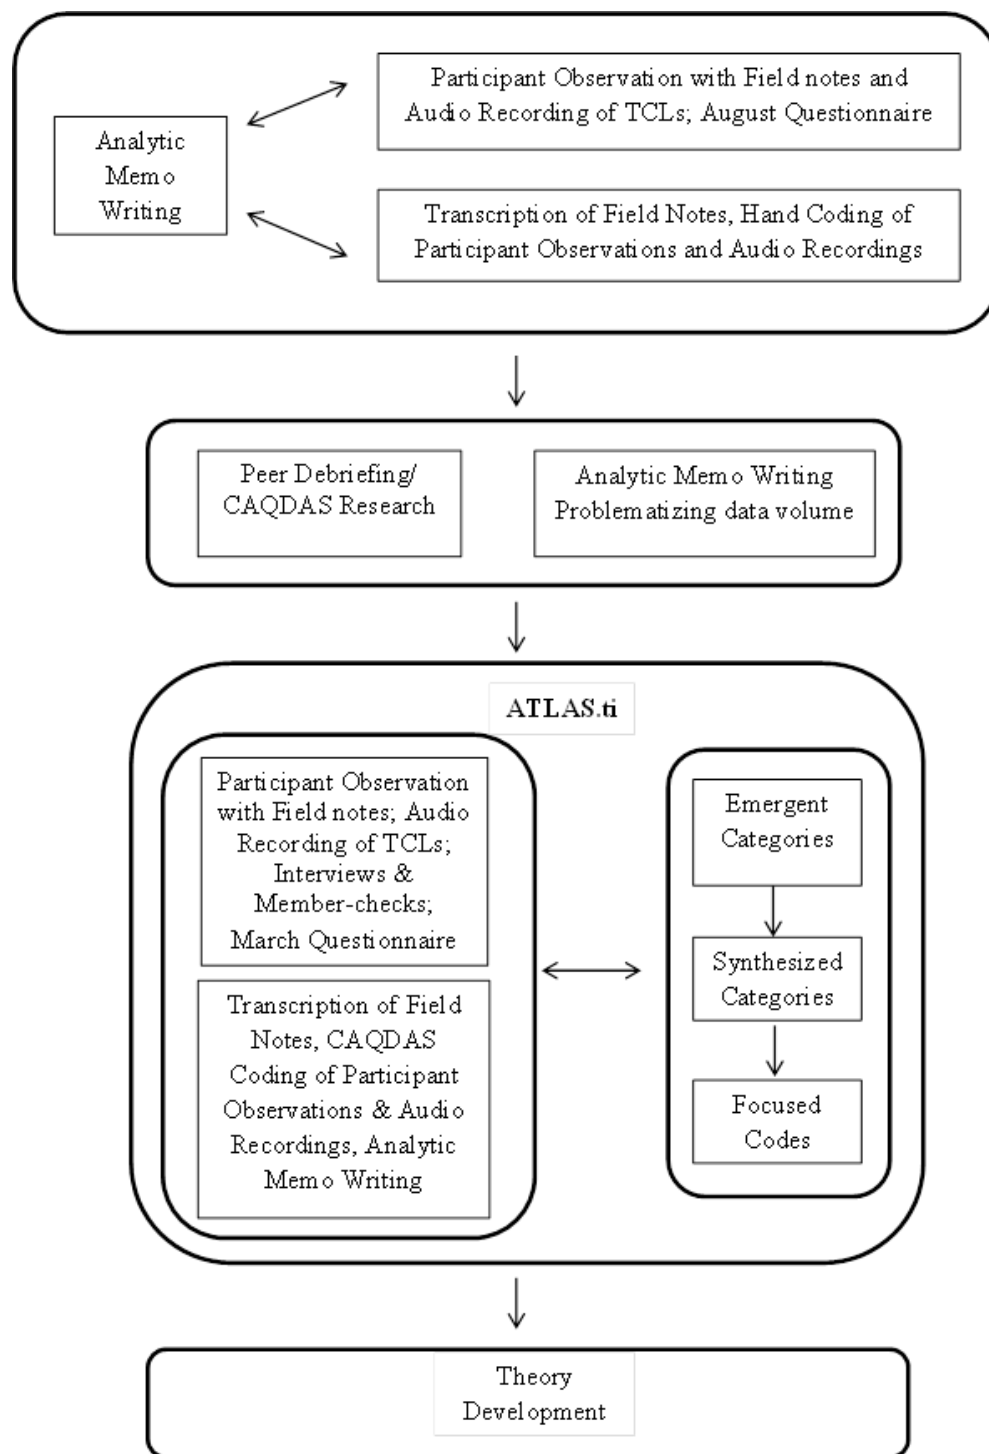 Participant Observation with Field notes and
Audio Recording of TCLs; August Questionnaire
Analytic
Memo
Writing
Transcription of Field Notes, Hand Coding of
Participant Observations and Audio Recordings
Peer Debriefing/
CAQDAS Research
Analytic Memo Writing
Problematizing data volume
ATLAS.ti
Participant Observation
with Field notes; Audio
Recording of TCLs;
Interviews &
Member-checks;
March Questionnaire
Transcription of Field
Notes, CAQDAS
Coding of Participant
Observations & Audio
Recordings, Analytic
Memo Writing
Emergent
Categories
Synthesized
Categories
Focused
Codes
Theory
Development